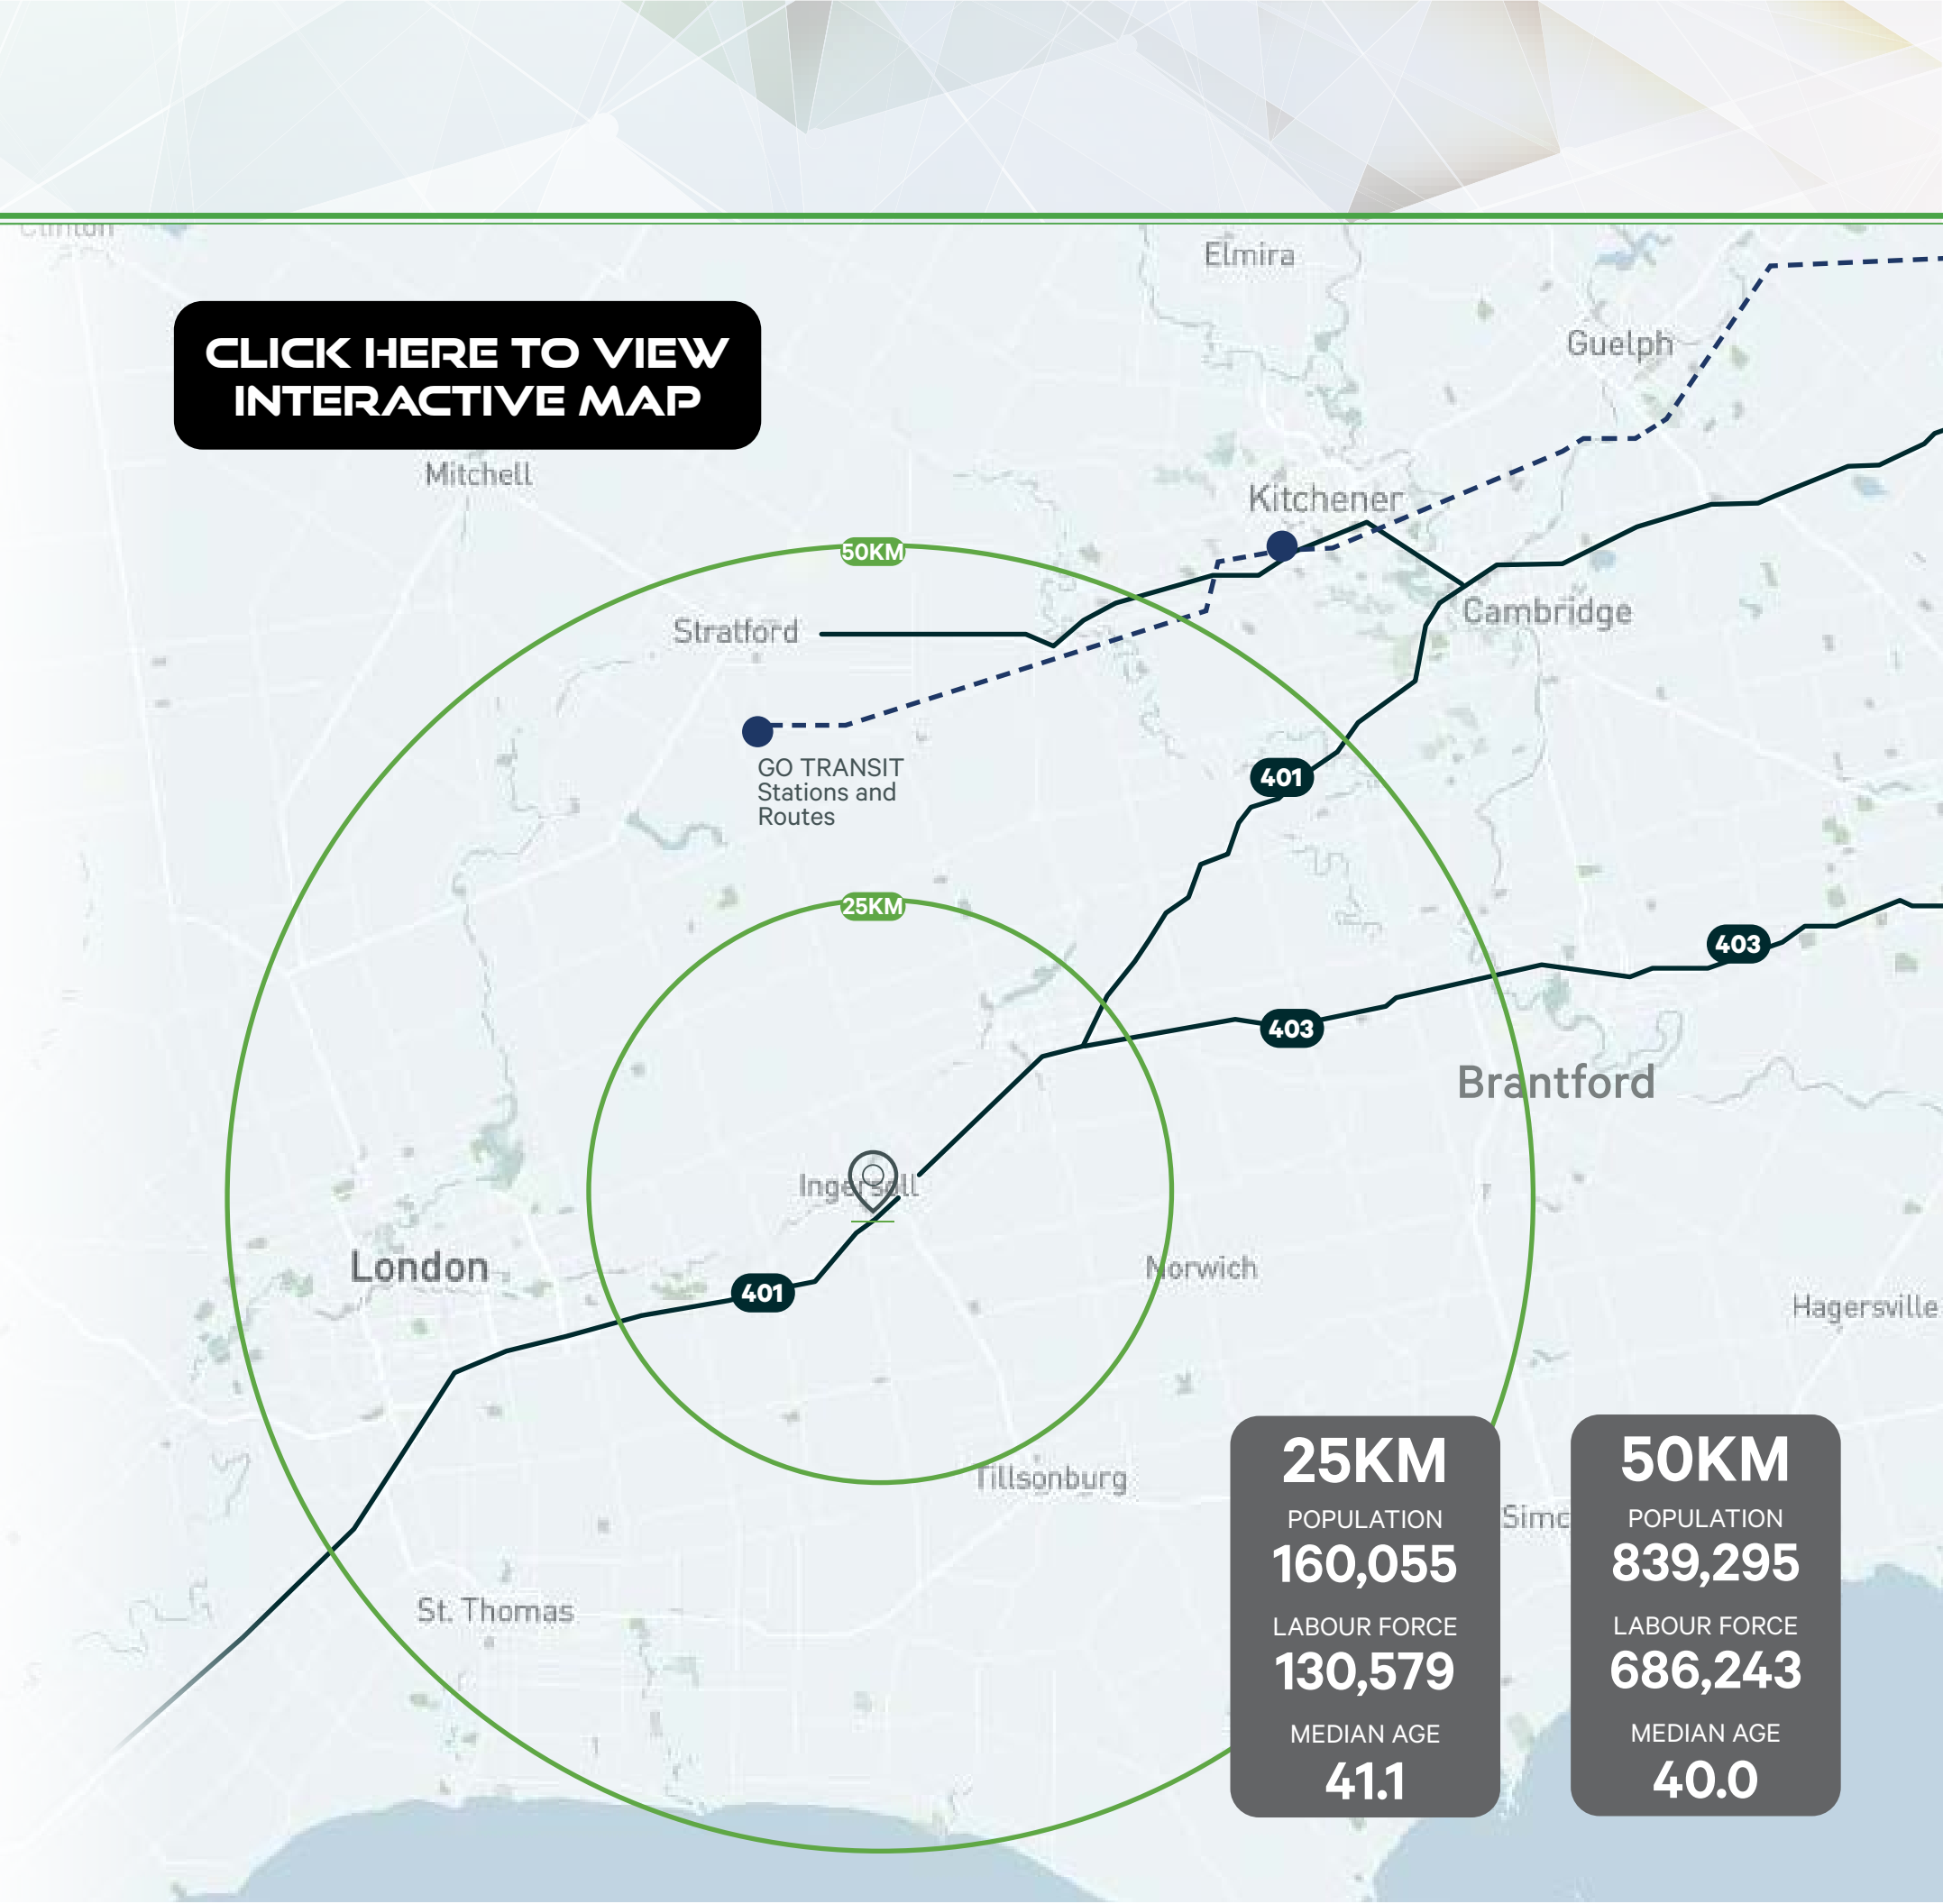 Clinton
Elmira
CLICK HERE TO VIEW
INTERACTIVE MAP
Guelph
Mitchell
Kitchener
50KM
Stratford
Cambridge
GO TRANSIT
Stations and
Routes
401
25KM
403
403
Brantford
Ingersoll
London
Norwich
401
Hagersville
Tillsonburg
St. Thomas
25KM
POPULATION
160,055
LABOUR FORCE
130,579
MEDIAN AGE
41.1
Simc
50KM
POPULATION
839,295
LABOUR FORCE
686,243
MEDIAN AGE
40.0